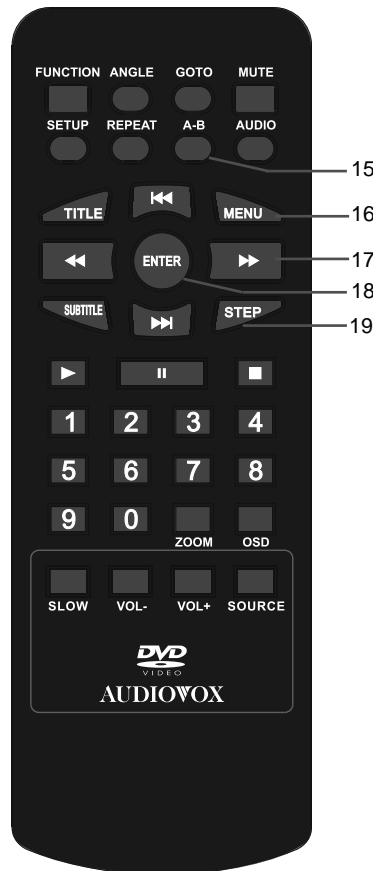 FUNCTION ANGLE GOTO MUTE
SETUP REPEAT A-B AUDIO
15
TITLE MENU
16
ENTER
17
18
SUBTITLE STEP
19
1 2 3 4
5 6 7 8
9 0
ZOOM OSD
SLOW VOL- VOL+ SOURCE
DVD
VIDEO
AUDIOVOX